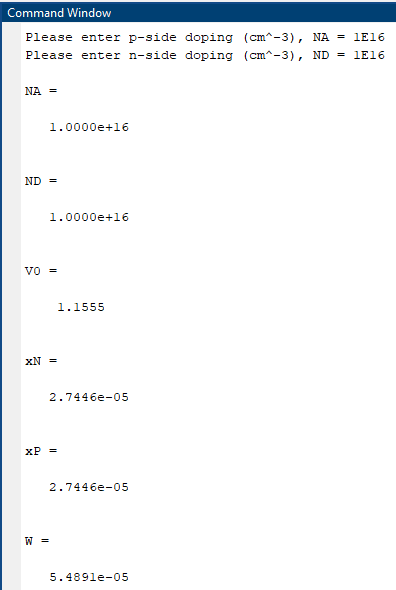 Command Window
Please enter p-side doping (cm^-3), NA = 1E16
Please enter n-side doping (cm^-3), ND = 1E16
NA =
1.0000e+16
ND =
1.0000e+16
V0 =
1.1555
xN =
2.7446e-05
xP =
2.7446e-05
W =
5.4891e-05